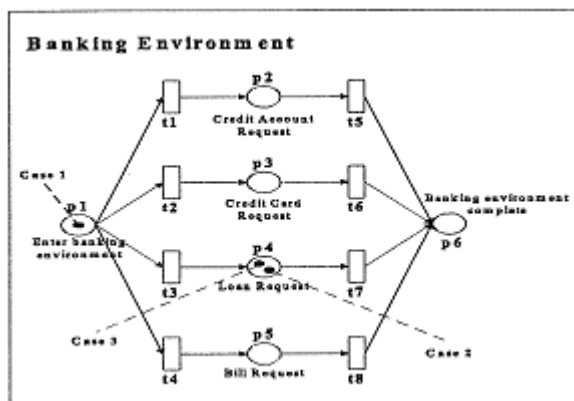 Banking Environment
p2
t1
Credit Account
Request
t5
Case 1
p1
p3
t2
Credit Card
Request
t6
Banking environment
complete
p6
Enter banking
environment
p4
t3
Loan Request
t7
Case 3
Case 2
p5
t4
Bill Request
t8